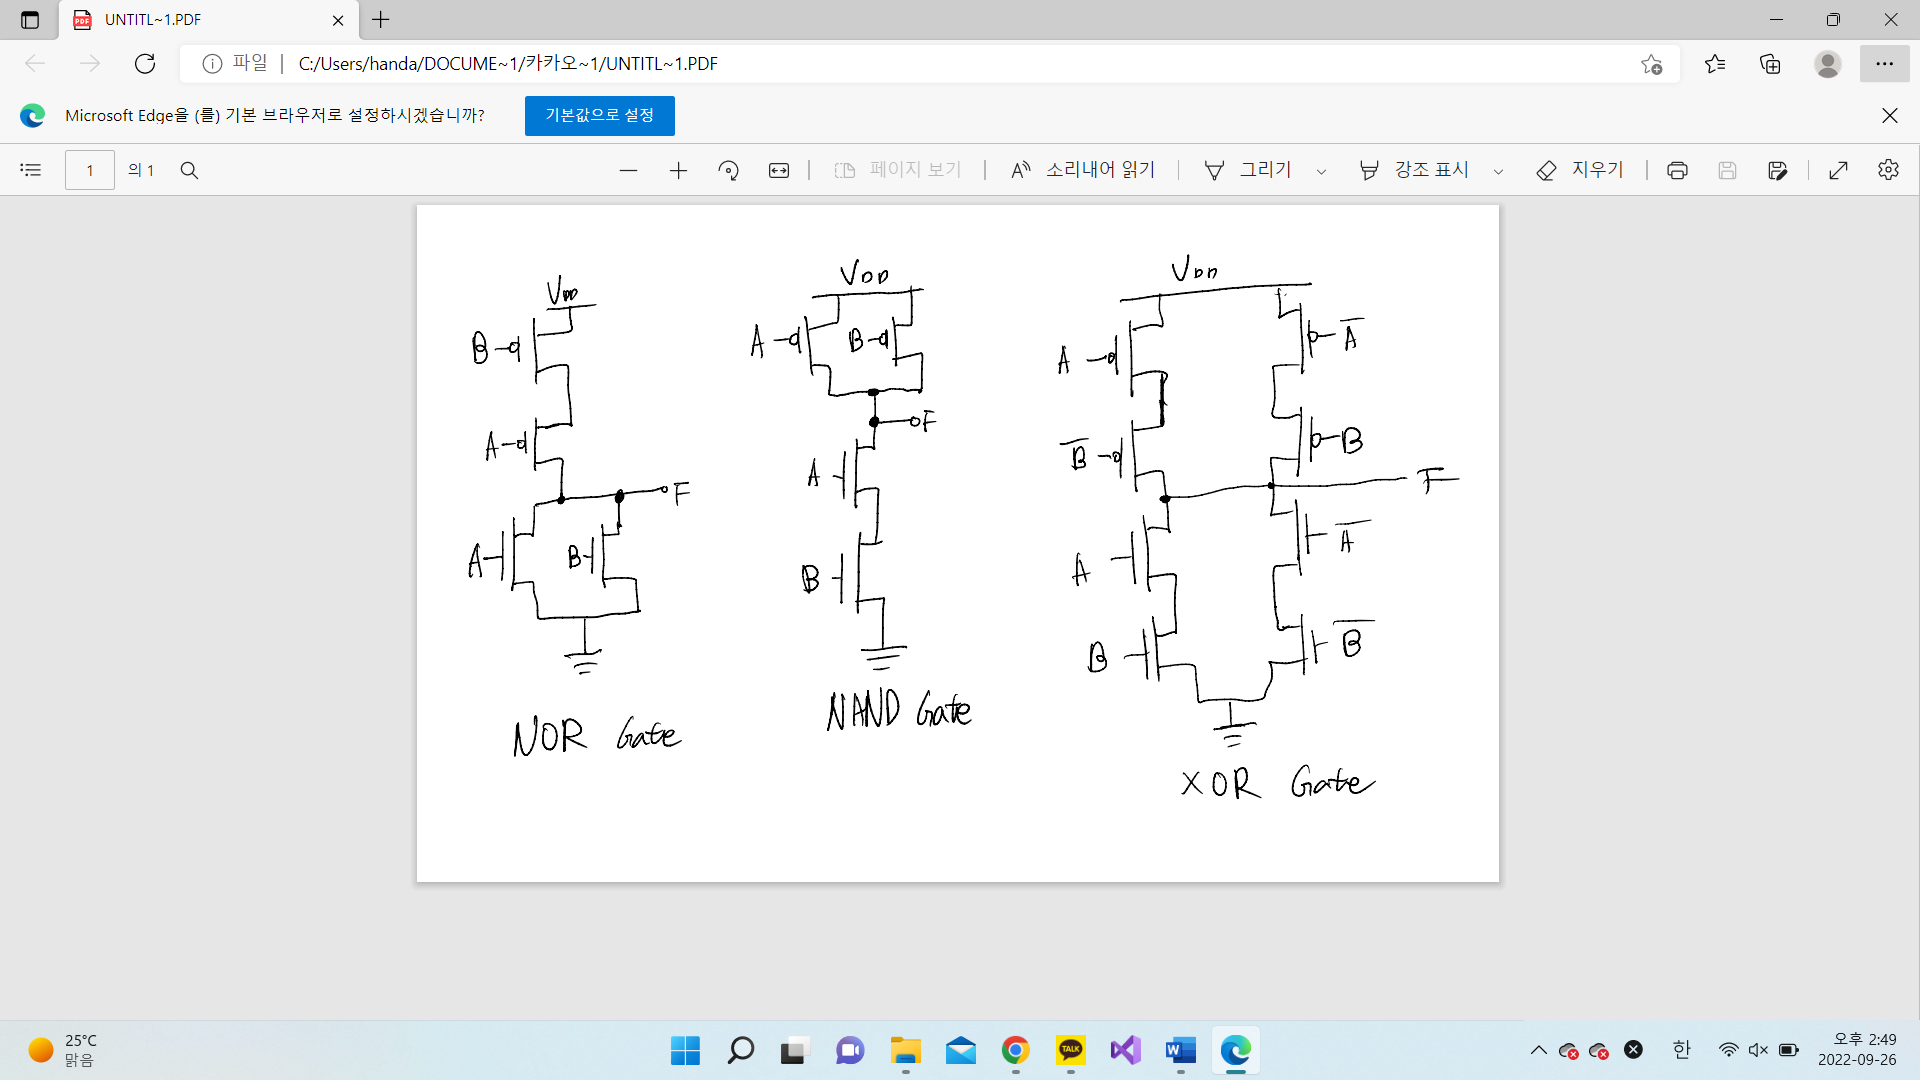 UNTITL~1.PDF
파일 | C:/Users/handa/DOCUME~1/카카오~1/UNTITL~1.PDF
Microsoft Edge을 (를) 기본 브라우저로 설정하시겠습니까? 기본값으로 설정
1 의 1 페이지 보기 소리내어 읽기 그리기 강조 표시 지우기
VDD
B
A
F
A
B
NOR Gate
VDD
A
B
F
A
B
NAND Gate
VDD
A
A̅
B̅
B
F
A
A̅
B
B̅
XOR Gate
25°C
맑음
TALK
한
오후 2:49
2022-09-26